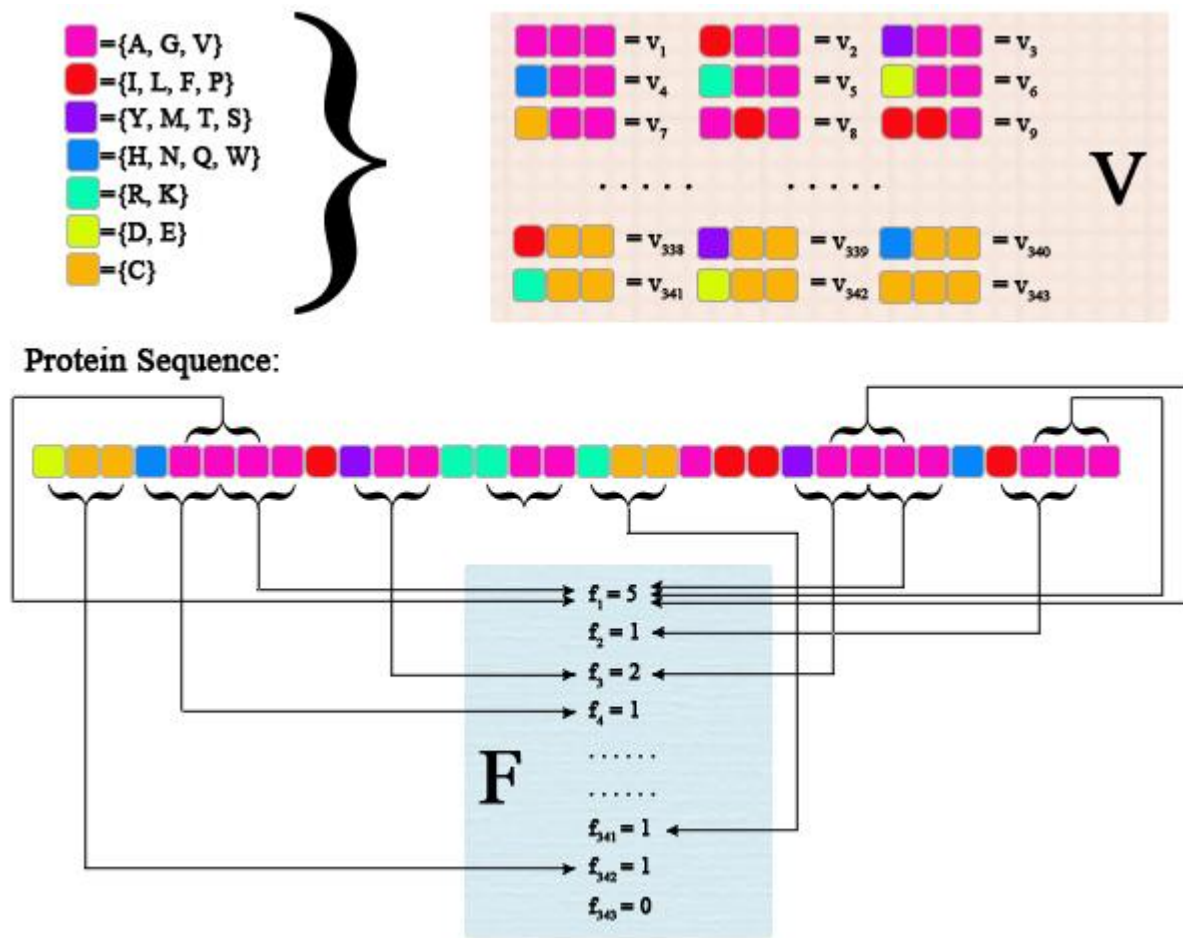 ={A, G, V}
={I, L, F, P}
={Y, M, T, S}
={H, N, Q, W}
={R, K}
={D, E}
={C}
= v₁ = v₂ = v₃
= v₄ = v₅ = v₆
= v₇ = v₈ = v₉
. . . . . . . . . .
V
= v₃₃₈ = v₃₃₉ = v₃₄₀
= v₃₄₁ = v₃₄₂ = v₃₄₃
Protein Sequence:
f₁ = 5
f₂ = 1
f₃ = 2
f₄ = 1
. . . . . .
F
. . . . . .
f₃₄₁ = 1
f₃₄₂ = 1
f₃₄₃ = 0